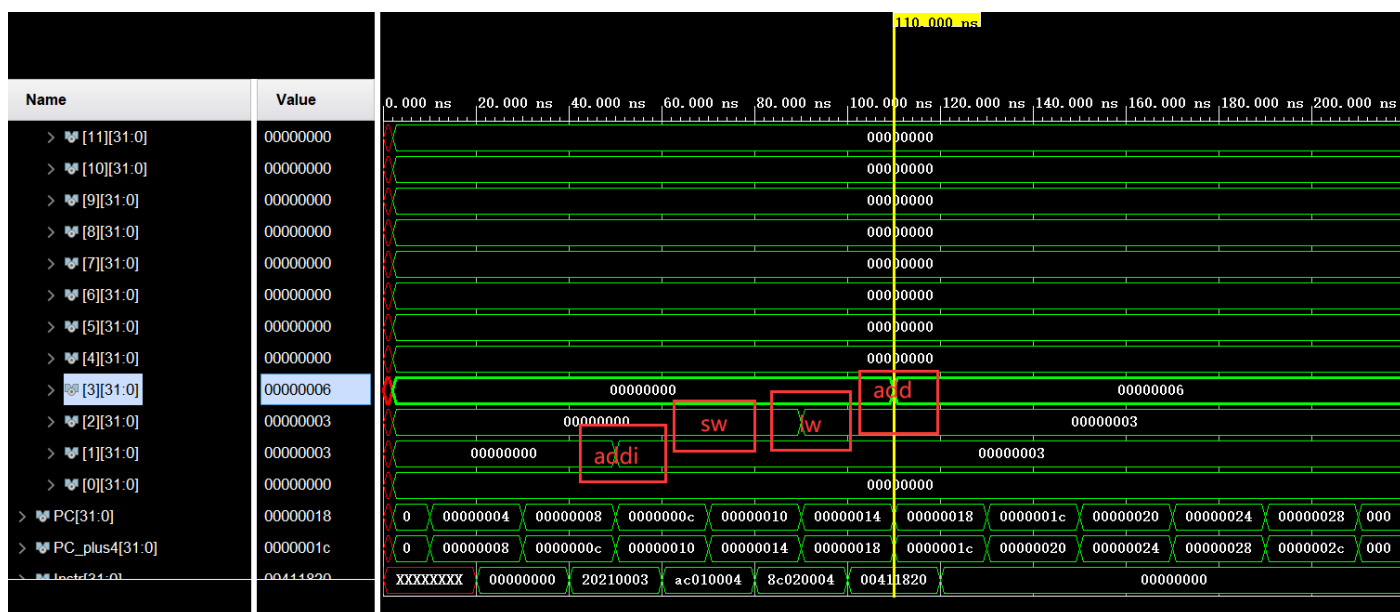 110.000 ns
Name Value 0.000 ns 20.000 ns 40.000 ns 60.000 ns 80.000 ns 100.000 ns 120.000 ns 140.000 ns 160.000 ns 180.000 ns 200.000 ns
[11][31:0] 00000000 00000000
[10][31:0] 00000000 00000000
[9][31:0] 00000000 00000000
[8][31:0] 00000000 00000000
[7][31:0] 00000000 00000000
[6][31:0] 00000000 00000000
[5][31:0] 00000000 00000000
[4][31:0] 00000000 00000000
[3][31:0] 00000006 00000000 add 00000006
[2][31:0] 00000003 00000000 sw lw 00000003
[1][31:0] 00000003 00000000 addi 00000003
[0][31:0] 00000000 00000000
PC[31:0] 00000018 0 00000004 00000008 0000000c 00000010 00000014 00000018 0000001c 00000020 00000024 00000028 000
PC_plus4[31:0] 0000001c 0 00000008 0000000c 00000010 00000014 00000018 0000001c 00000020 00000024 00000028 0000002c 000
Instr[31:0] 00411820 XXXXXXXX 00000000 20210003 ac010004 8c020004 00411820 00000000